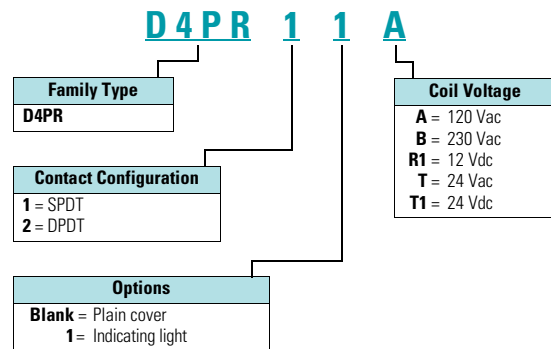 D4PR 1 1 A
Family Type
D4PR
Contact Configuration
1 = SPDT
2 = DPDT
Options
Blank = Plain cover
1 = Indicating light
Coil Voltage
A = 120 Vac
B = 230 Vac
R1 = 12 Vdc
T = 24 Vac
T1 = 24 Vdc